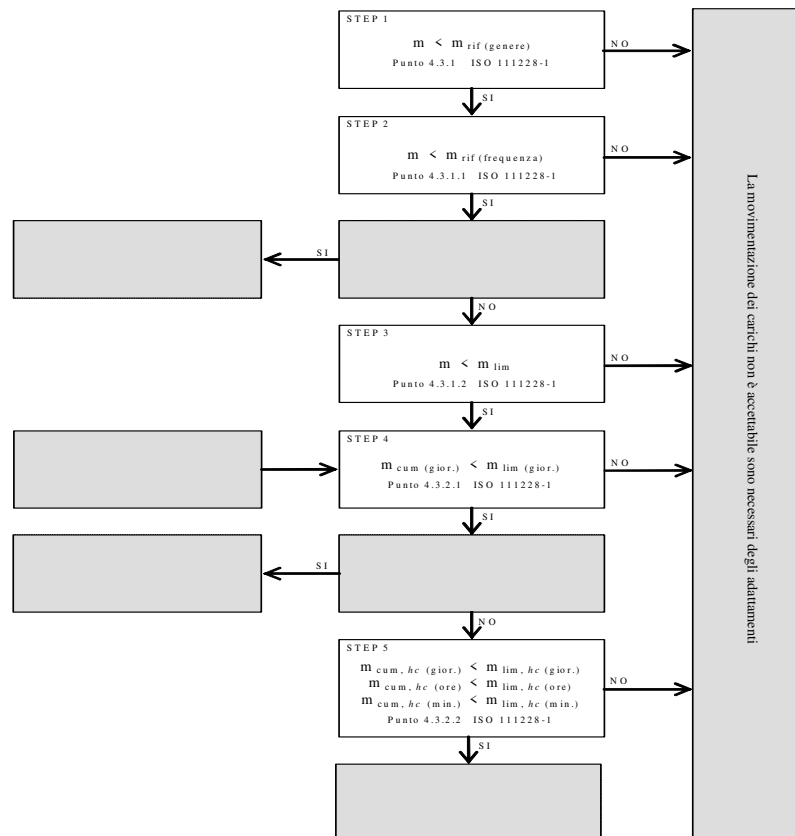 STEP 1
m < m rif (genere)
Punto 4.3.1 ISO 111228-1
NO
SI
STEP 2
m < m rif (frequenza)
Punto 4.3.1.1 ISO 111228-1
NO
SI
SI
NO
STEP 3
m < m lim
Punto 4.3.1.2 ISO 111228-1
NO
SI
STEP 4
m cum (gior.) < m lim (gior.)
Punto 4.3.2.1 ISO 111228-1
NO
SI
SI
NO
STEP 5
m cum, hc (gior.) < m lim, hc (gior.)
m cum, hc (ore) < m lim, hc (ore)
m cum, hc (min.) < m lim, hc (min.)
Punto 4.3.2.2 ISO 111228-1
NO
SI
La movimentazione dei carichi non è accettabile sono necessari degli adattamenti